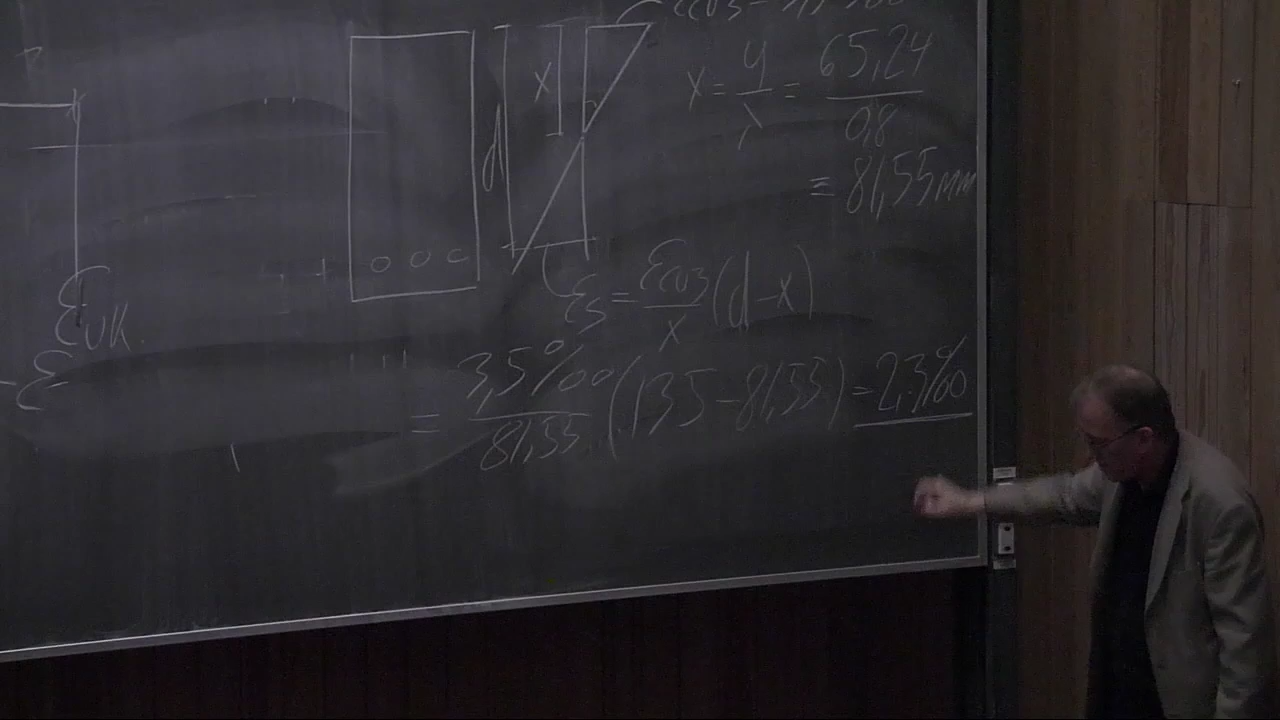 x = y/λ = 65,24/0,8
= 81,55 mm
d
x
εs = εcu3/x (d-x)
εuk.
ε
= 3,5‰/81,55 (135-81,55) = 2,3‰